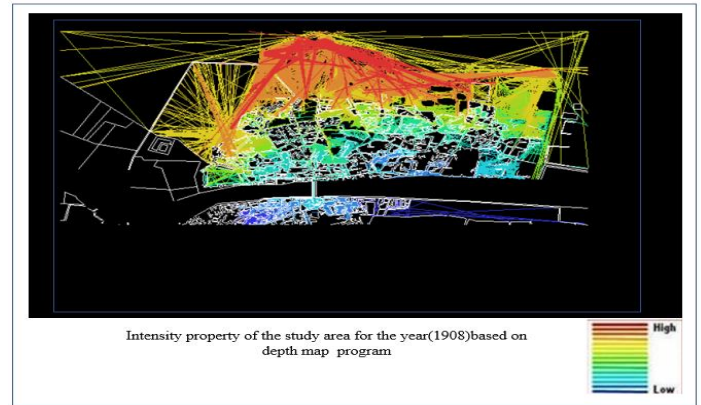 Intensity property of the study area for the year(1908)based on
depth map program
High
Low